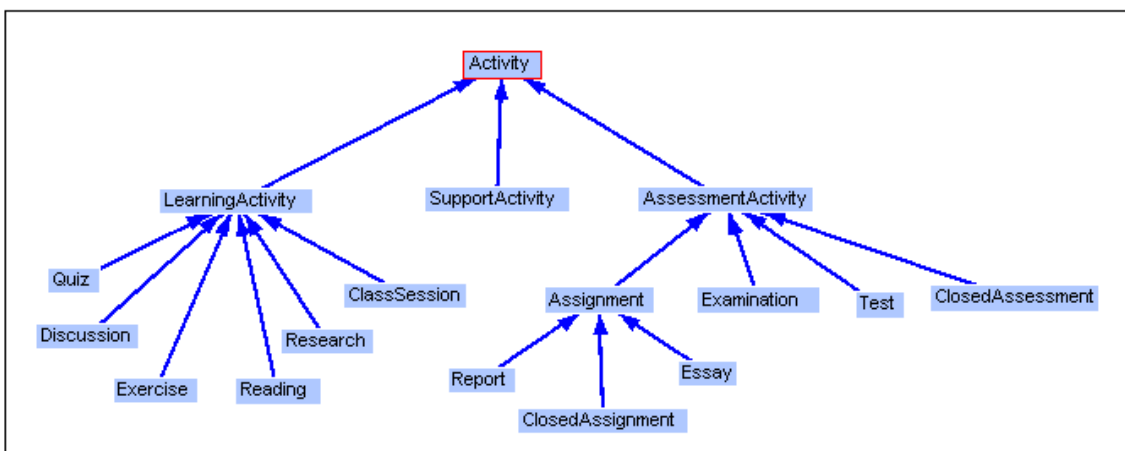 Activity
LearningActivity
SupportActivity
AssessmentActivity
Quiz
ClassSession
Assignment
Examination
Test
ClosedAssessment
Discussion
Research
Exercise
Reading
Report
Essay
ClosedAssignment